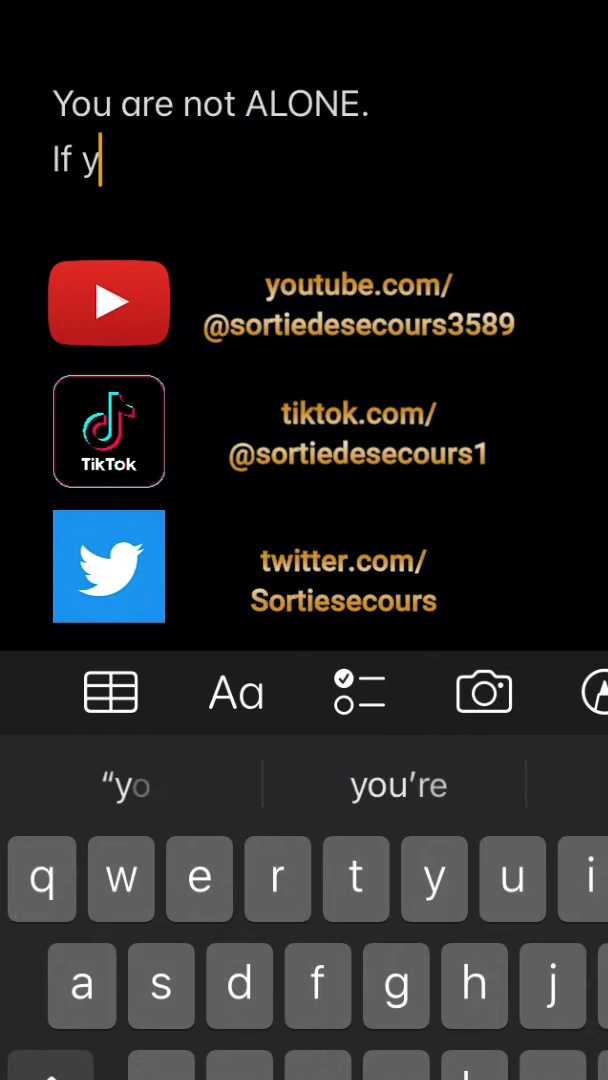 You are not ALONE.
If y
youtube.com/
@sortiedesecours3589
TikTok
tiktok.com/
@sortiedesecours1
twitter.com/
Sortiesecours
Aa
“yo
you’re
q w e r t y u i
a s d f g h j